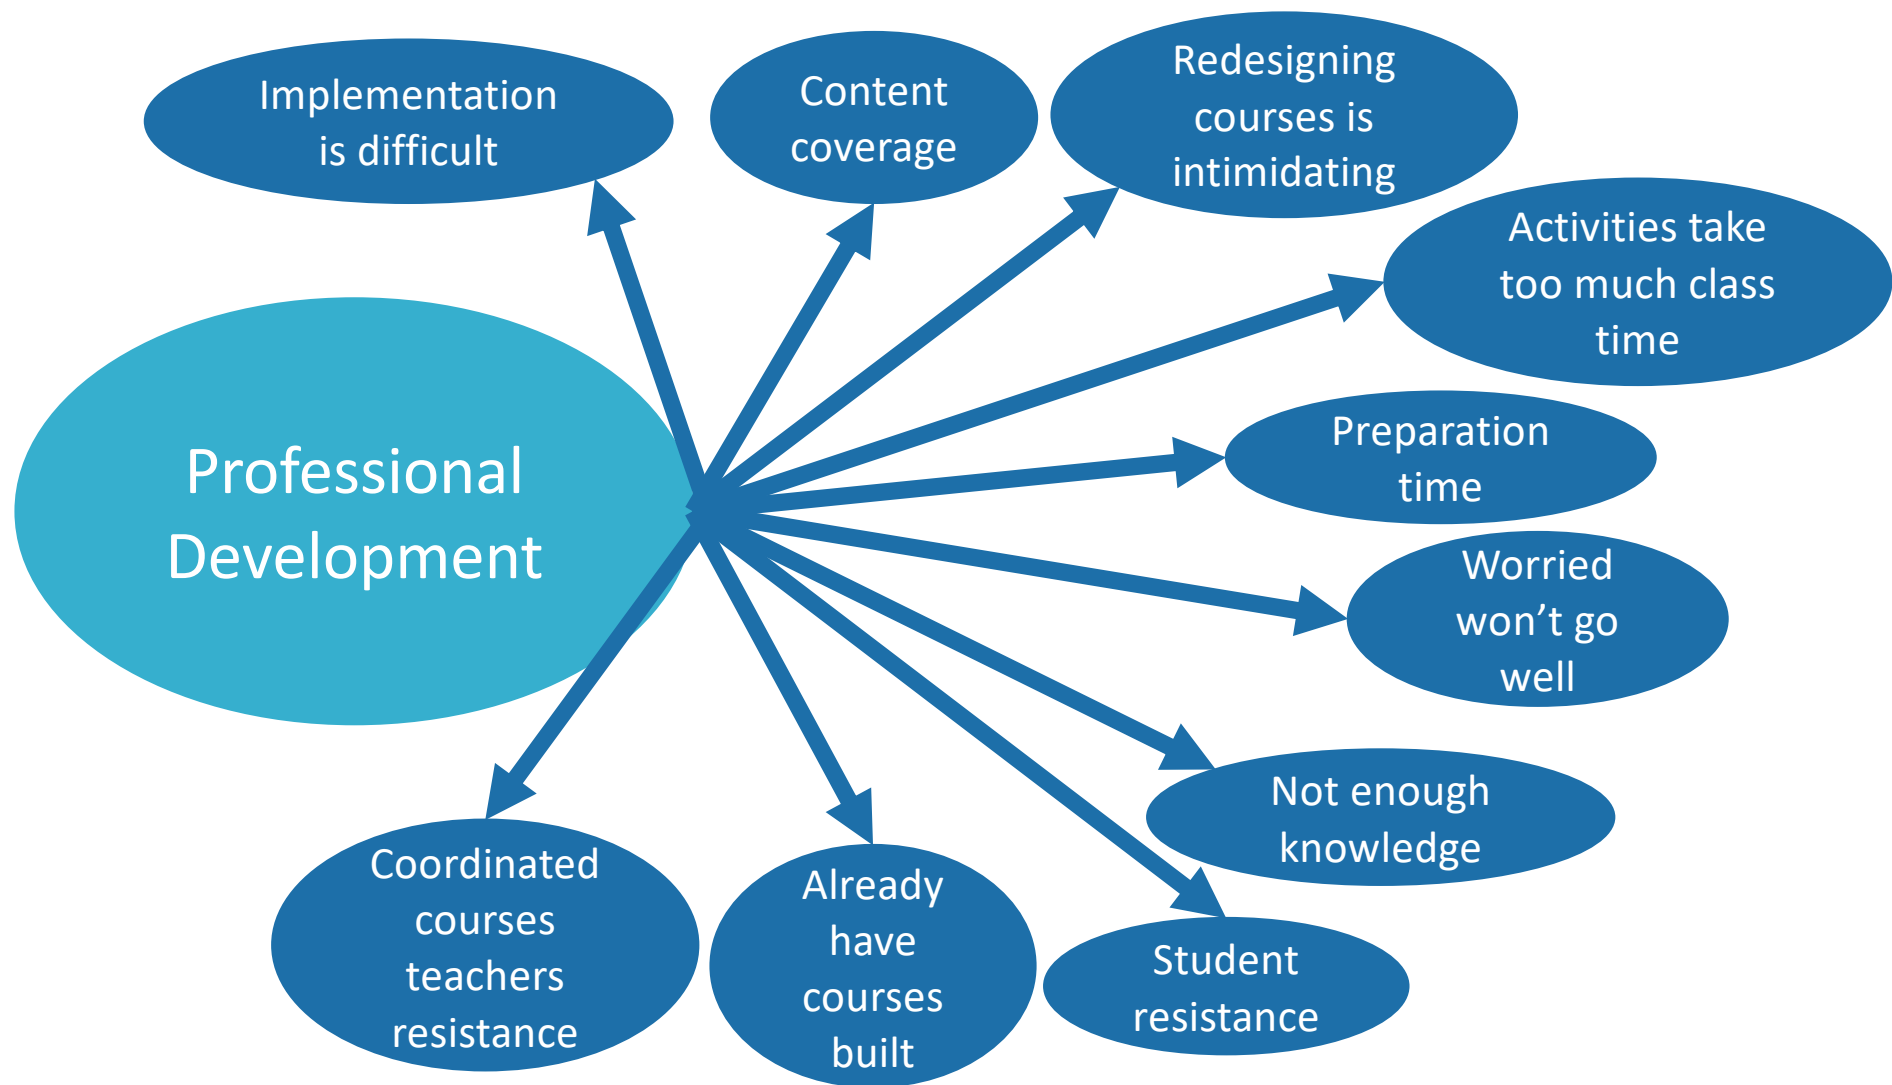 Implementation
is difficult
Content
coverage
Redesigning
courses is
intimidating
Activities take
too much class
time
Professional
Development
Preparation
time
Worried
won’t go
well
Not enough
knowledge
Coordinated
courses
teachers
resistance
Already
have
courses
built
Student
resistance